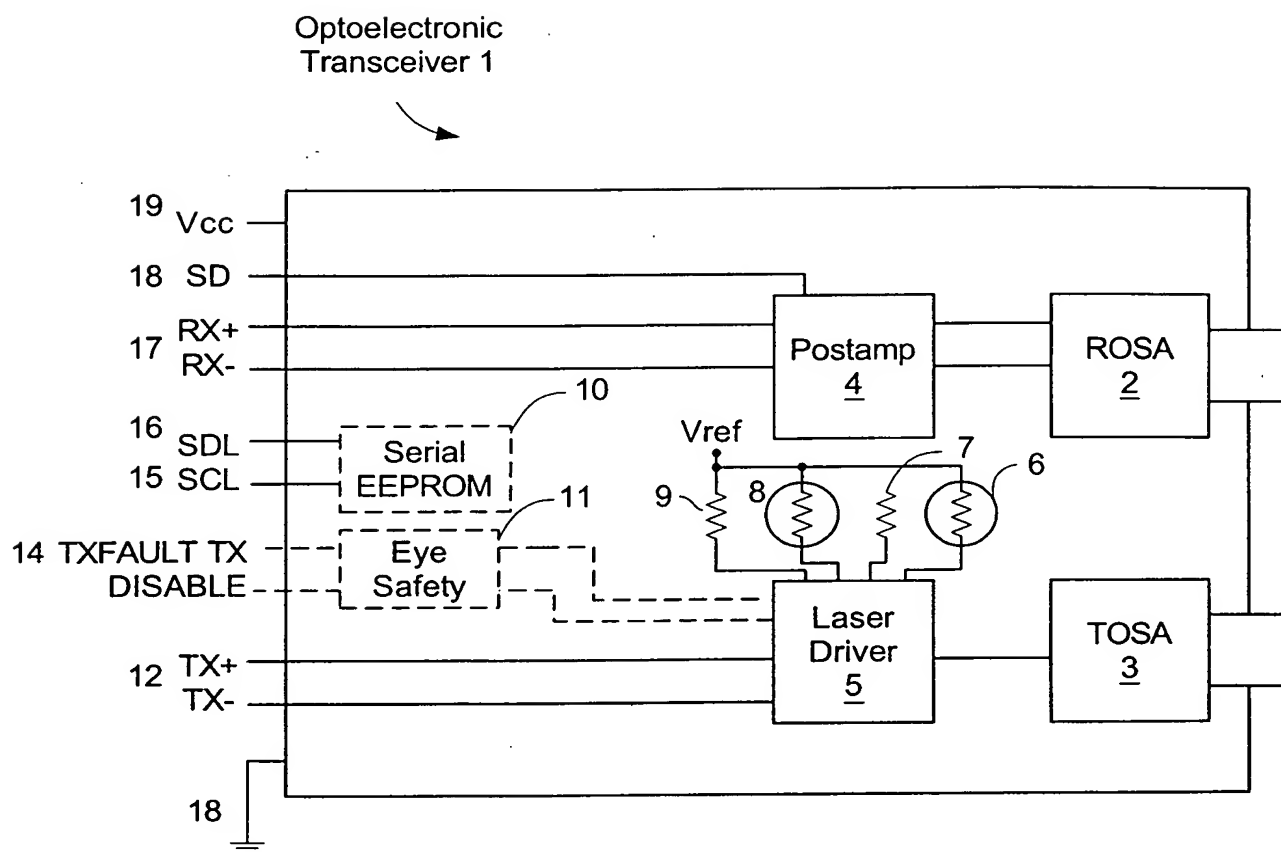 Optoelectronic
Transceiver 1
19 Vcc
18 SD
17 RX+
RX-
Postamp
4
ROSA
2
10
16 SDL
15 SCL
Serial
EEPROM
Vref
9
8
7
6
11
14 TXFAULT TX
DISABLE
Eye
Safety
Laser
Driver
5
TOSA
3
12 TX+
TX-
18